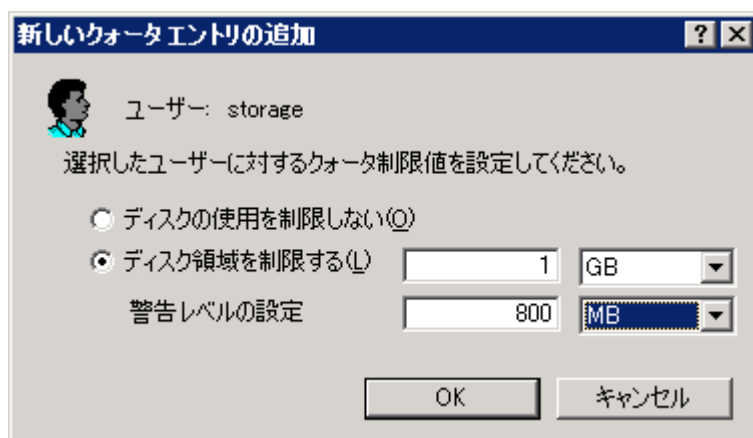 新しいクォータ エントリの追加
ユーザー: storage
選択したユーザーに対するクォータ制限値を設定してください。
ディスクの使用を制限しない(O)
ディスク領域を制限する(L) 1 GB
警告レベルの設定 800 MB
OK キャンセル